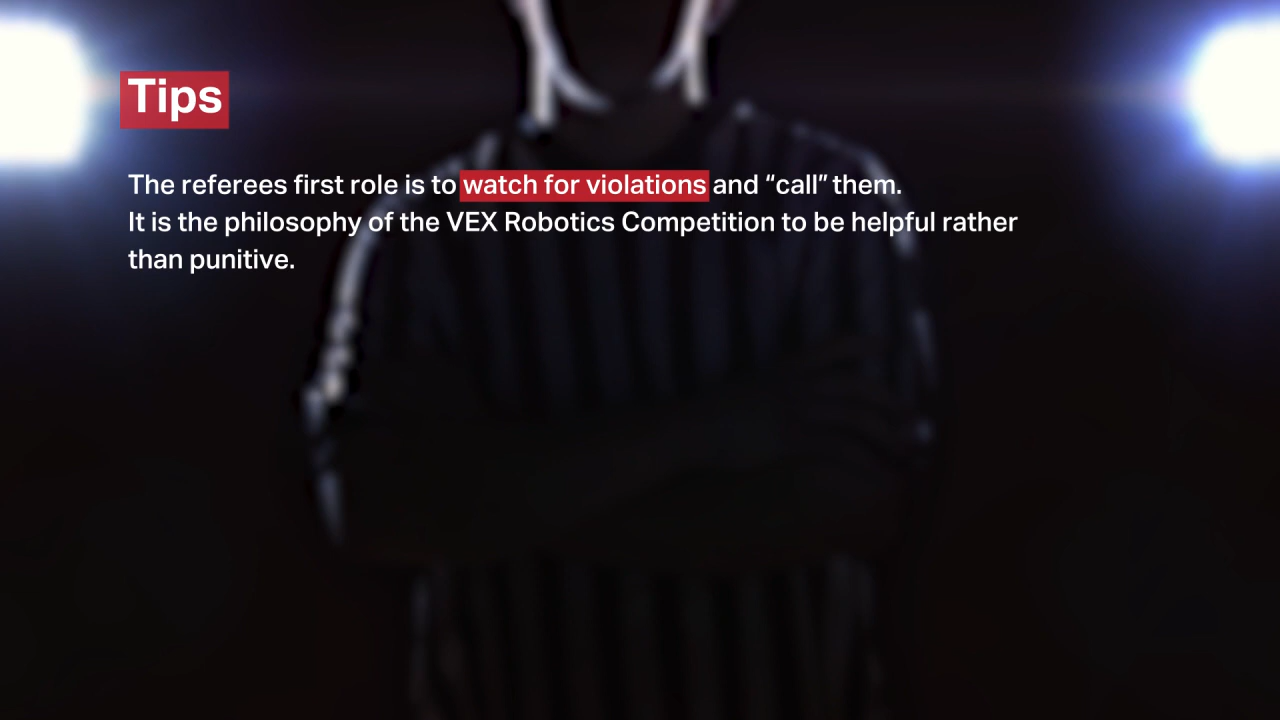 Tips
The referees first role is to watch for violations and “call” them.
It is the philosophy of the VEX Robotics Competition to be helpful rather
than punitive.